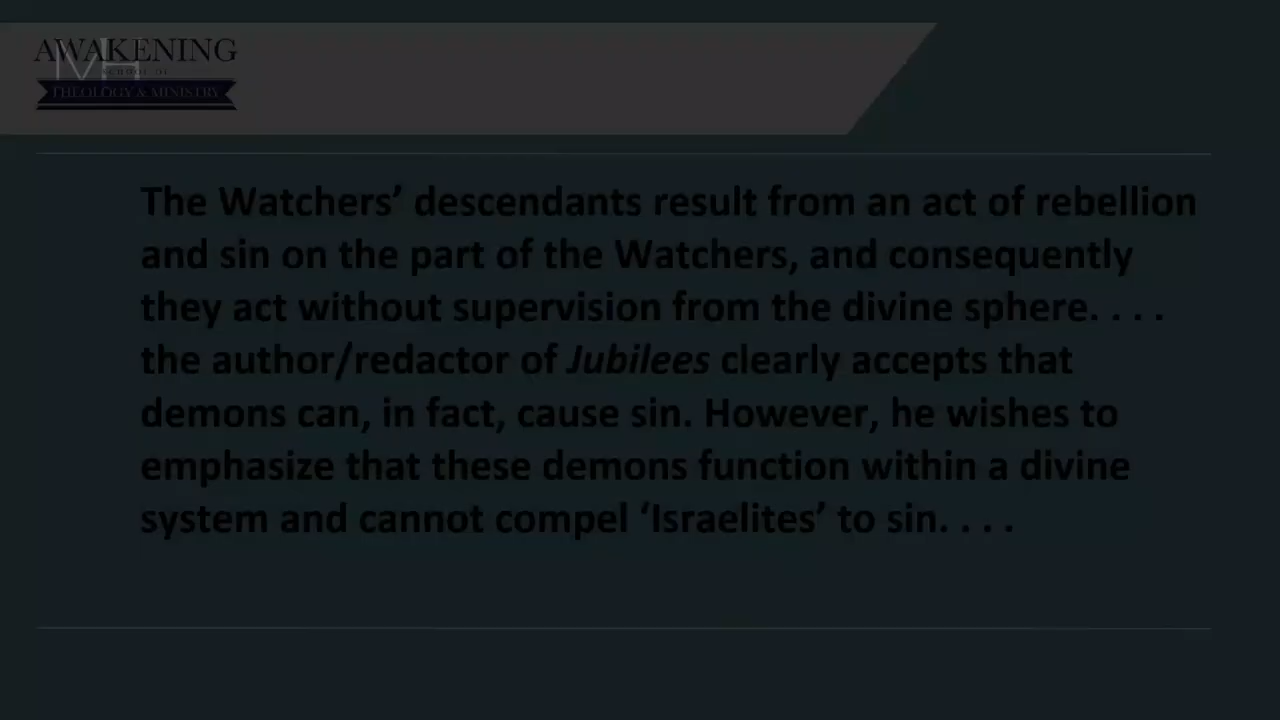 AWAKENING
MH
SCHOOL OF
THEOLOGY & MINISTRY
The Watchers’ descendants result from an act of rebellion
and sin on the part of the Watchers, and consequently
they act without supervision from the divine sphere. . . .
the author/redactor of Jubilees clearly accepts that
demons can, in fact, cause sin. However, he wishes to
emphasize that these demons function within a divine
system and cannot compel ‘Israelites’ to sin. . . .